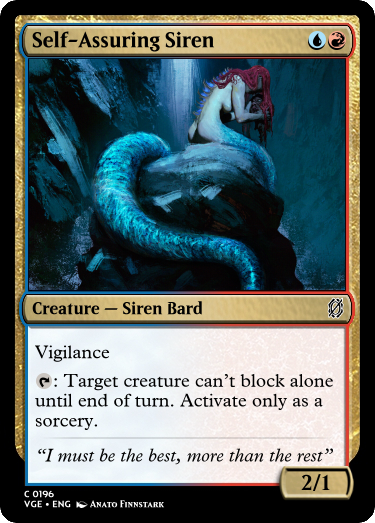 Self-Assuring Siren
Creature — Siren Bard
Vigilance
: Target creature can't block alone
until end of turn. Activate only as a
sorcery.
“I must be the best, more than the rest”
2/1
C 0196
VGE • ENG Anato Finnstark